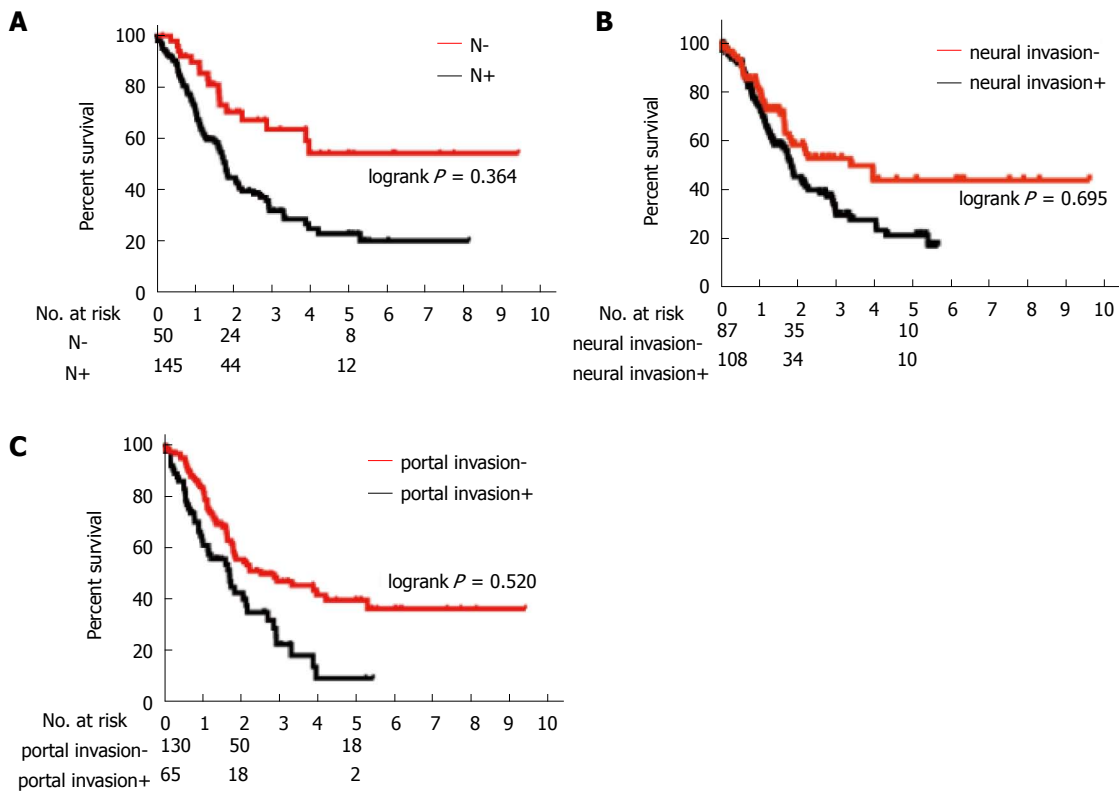 A
100
80
60
40
20
0
Percent survival
N-
N+
logrank P = 0.364
0 1 2 3 4 5 6 7 8 9 10
No. at risk
N- 50 24 8
N+ 145 44 12
B
100
80
60
40
20
0
Percent survival
neural invasion-
neural invasion+
logrank P = 0.695
0 1 2 3 4 5 6 7 8 9 10
No. at risk
neural invasion- 87 35 10
neural invasion+ 108 34 10
C
100
80
60
40
20
0
Percent survival
portal invasion-
portal invasion+
logrank P = 0.520
0 1 2 3 4 5 6 7 8 9 10
No. at risk
portal invasion- 130 50 18
portal invasion+ 65 18 2